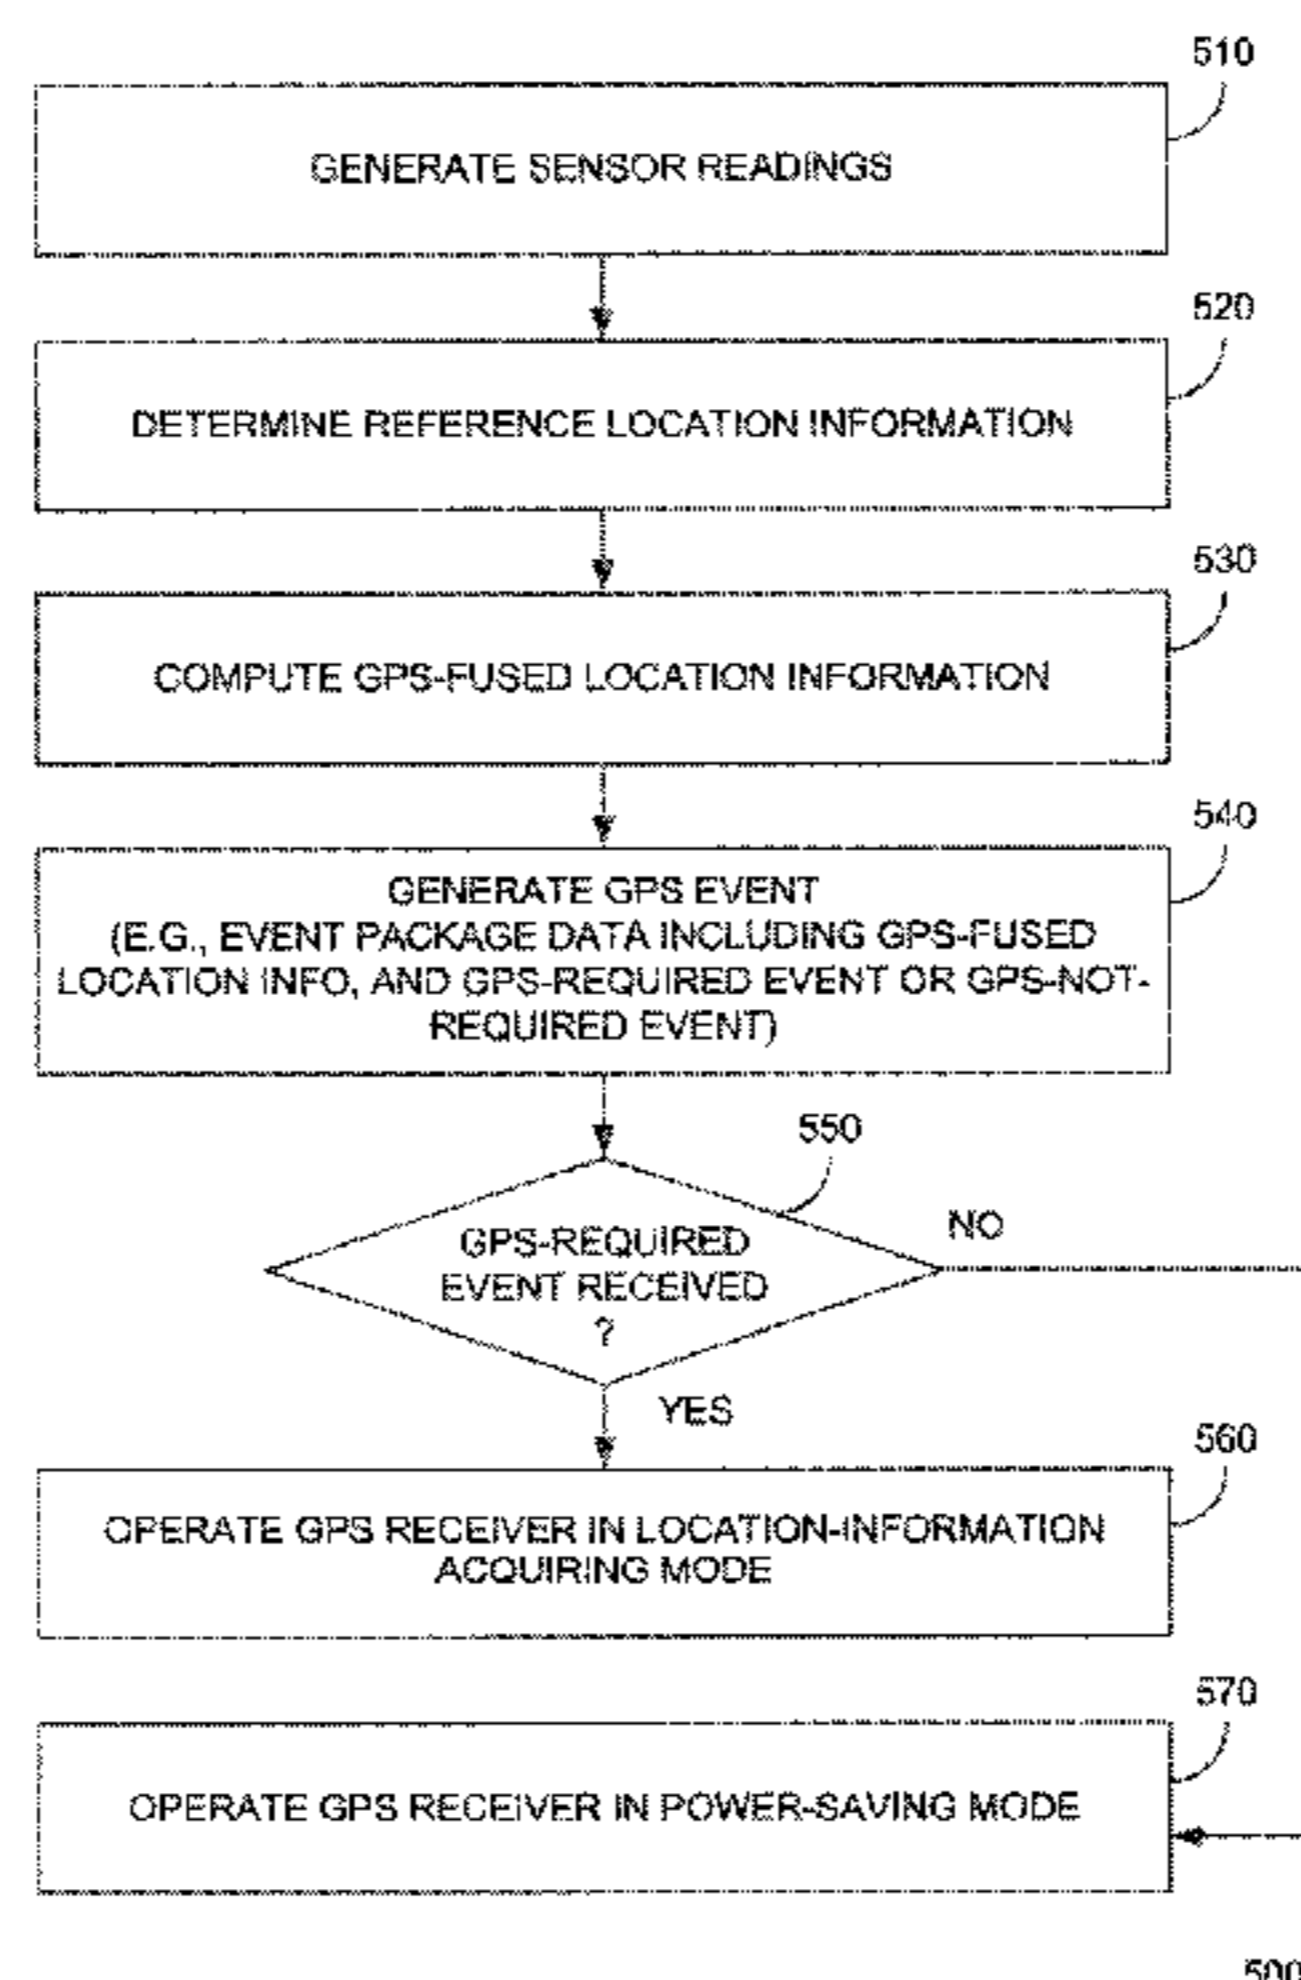 510
GENERATE SENSOR READINGS
520
DETERMINE REFERENCE LOCATION INFORMATION
530
COMPUTE GPS-FUSED LOCATION INFORMATION
540
GENERATE GPS EVENT
(E.G., EVENT PACKAGE DATA INCLUDING GPS-FUSED
LOCATION INFO, AND GPS-REQUIRED EVENT OR GPS-NOT-
REQUIRED EVENT)
550
GPS-REQUIRED
EVENT RECEIVED
?
NO
YES
560
OPERATE GPS RECEIVER IN LOCATION-INFORMATION
ACQUIRING MODE
570
OPERATE GPS RECEIVER IN POWER-SAVING MODE
500